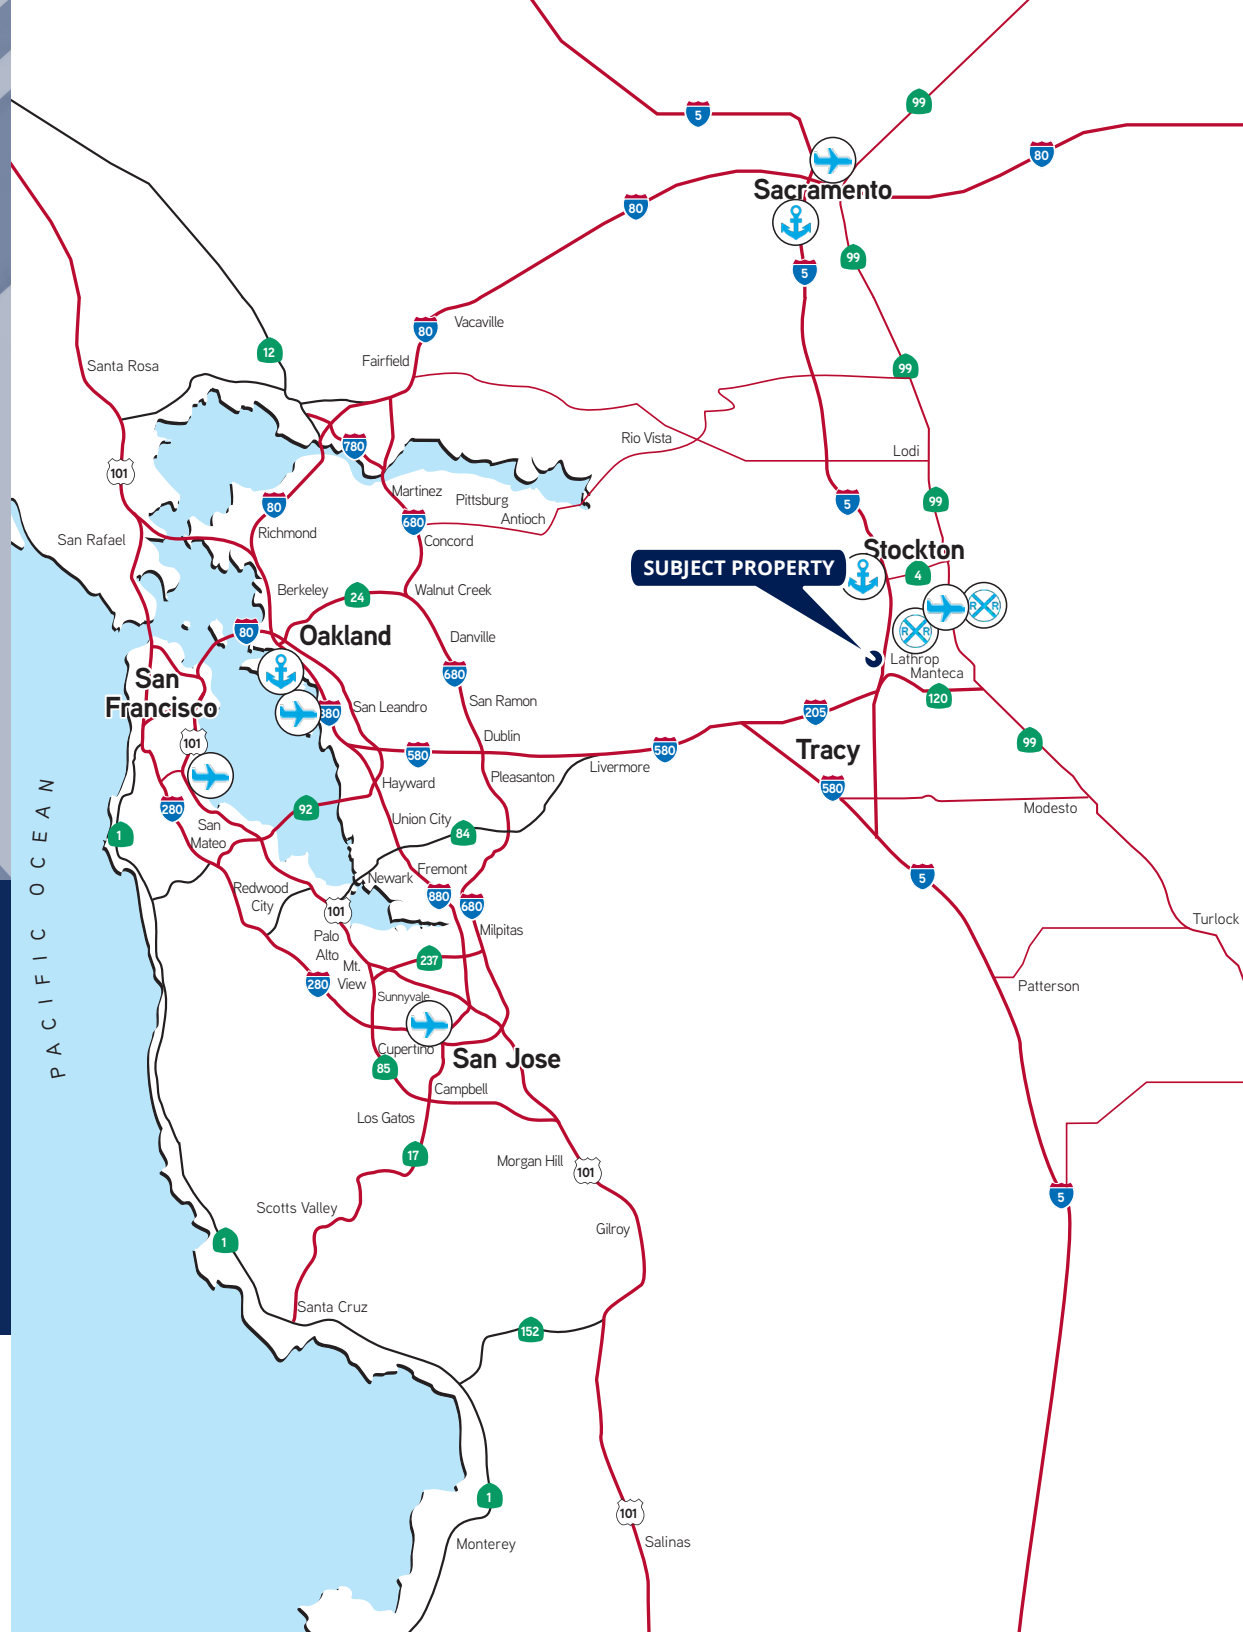 99
5
80
Sacramento
80
99
5
Vacaville
80
12
Fairfield
Santa Rosa
99
Rio Vista
780
Lodi
101
Martinez
Pittsburg
99
5
80
Antioch
680
Richmond
San Rafael
Concord
Stockton
SUBJECT PROPERTY
4
Berkeley
24
Walnut Creek
R R
80
Oakland
Danville
R R
Lathrop
Manteca
680
San
Francisco
San Ramon
120
San Leandro
880
205
Dublin
101
580
580
Tracy
99
Livermore
Pleasanton
Hayward
580
280
92
Modesto
Union City
84
1
San
Mateo
PACIFIC OCEAN
Fremont
Newark
5
Redwood
City
880
680
101
Turlock
Milpitas
Palo
Alto
237
Mt.
View
280
Patterson
Sunnyvale
Cupertino
San Jose
85
Campbell
Los Gatos
17
Morgan Hill
101
5
Scotts Valley
Gilroy
1
Santa Cruz
152
1
101
Monterey
Salinas